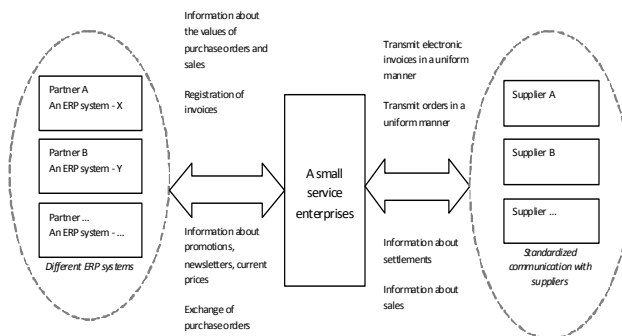 Information about
the values of
purchase orders and
sales
Registration of
invoices
Partner A
An ERP system - X
Partner B
An ERP system - Y
Partner ...
An ERP system - ...
Different ERP systems
Information about
promotions,
newsletters, current
prices
Exchange of
purchase orders
A small
service
enterprises
Transmit electronic
invoices in a uniform
manner
Transmit orders in a
uniform manner
Information about
settlements
Information about
sales
Supplier A
Supplier B
Supplier ...
Standardized
communication with
suppliers